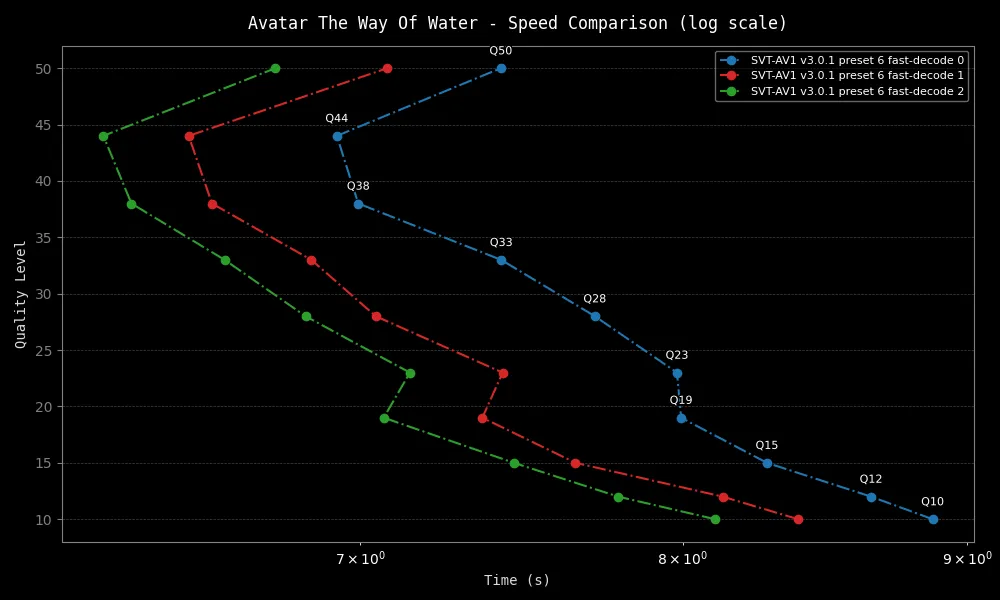 Avatar The Way Of Water - Speed Comparison (log scale)
SVT-AV1 v3.0.1 preset 6 fast-decode 0
SVT-AV1 v3.0.1 preset 6 fast-decode 1
SVT-AV1 v3.0.1 preset 6 fast-decode 2
Quality Level
50
45
40
35
30
25
20
15
10
Q50
Q44
Q38
Q33
Q28
Q23
Q19
Q15
Q12
Q10
7 × 10⁰
8 × 10⁰
9 × 10⁰
Time (s)